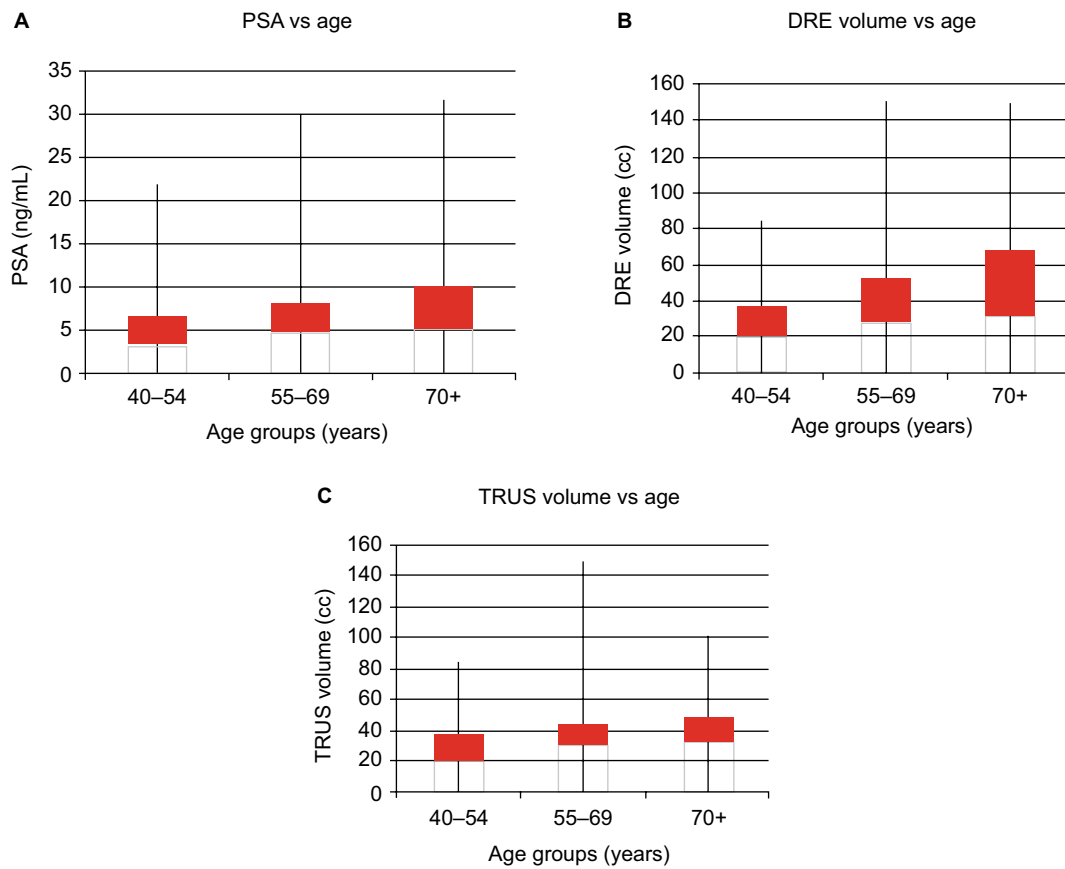 A
PSA vs age
PSA (ng/mL)
35
30
25
20
15
10
5
0
40–54 55–69 70+
Age groups (years)
B
DRE volume vs age
DRE volume (cc)
160
140
120
100
80
60
40
20
0
40–54 55–69 70+
Age groups (years)
C
TRUS volume vs age
TRUS volume (cc)
160
140
120
100
80
60
40
20
0
40–54 55–69 70+
Age groups (years)